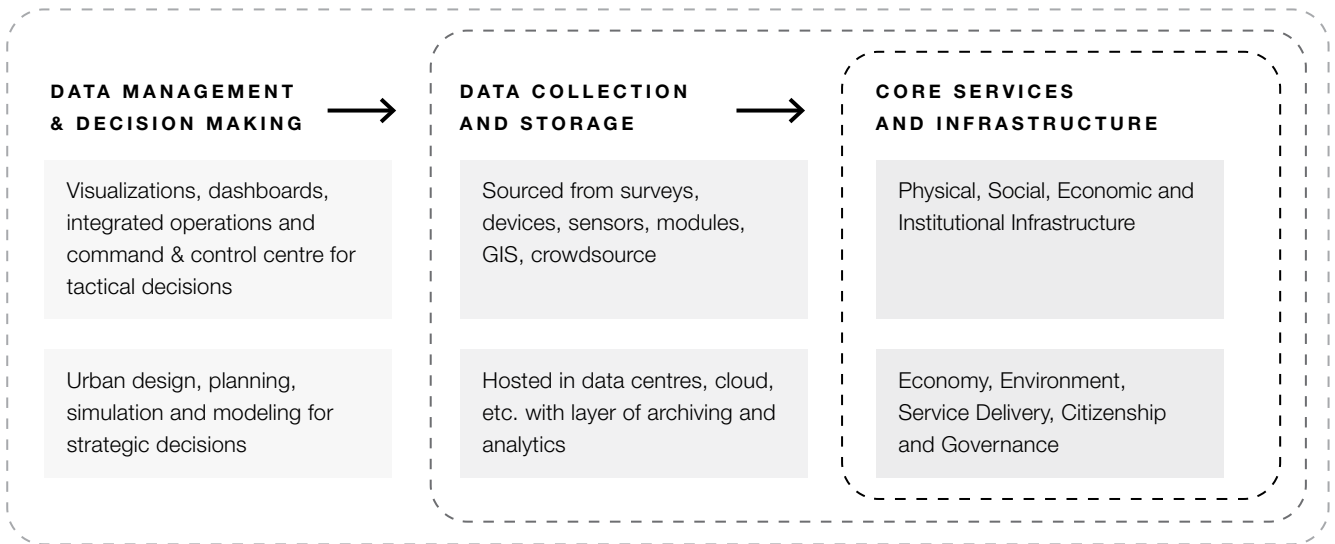 DATA MANAGEMENT
& DECISION MAKING
Visualizations, dashboards,
integrated operations and
command & control centre for
tactical decisions
Urban design, planning,
simulation and modeling for
strategic decisions
DATA COLLECTION
AND STORAGE
Sourced from surveys,
devices, sensors, modules,
GIS, crowdsource
Hosted in data centres, cloud,
etc. with layer of archiving and
analytics
CORE SERVICES
AND INFRASTRUCTURE
Physical, Social, Economic and
Institutional Infrastructure
Economy, Environment,
Service Delivery, Citizenship
and Governance